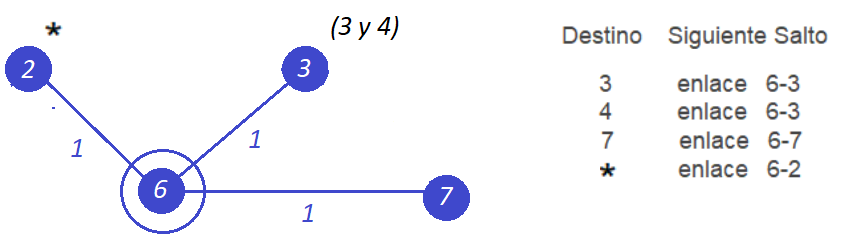 *
(3 y 4)
2
3
1
1
6
7
1
Destino Siguiente Salto
3 enlace 6-3
4 enlace 6-3
7 enlace 6-7
* enlace 6-2